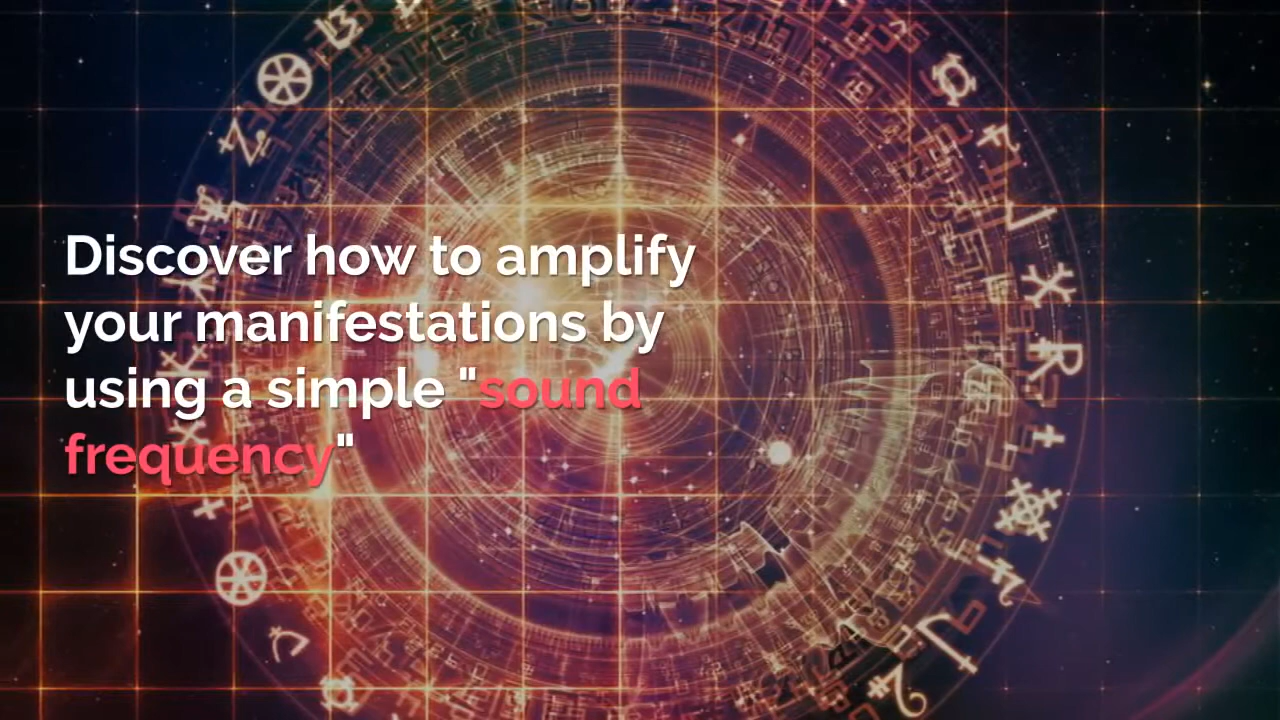 Discover how to amplify
your manifestations by
using a simple "sound
frequency"